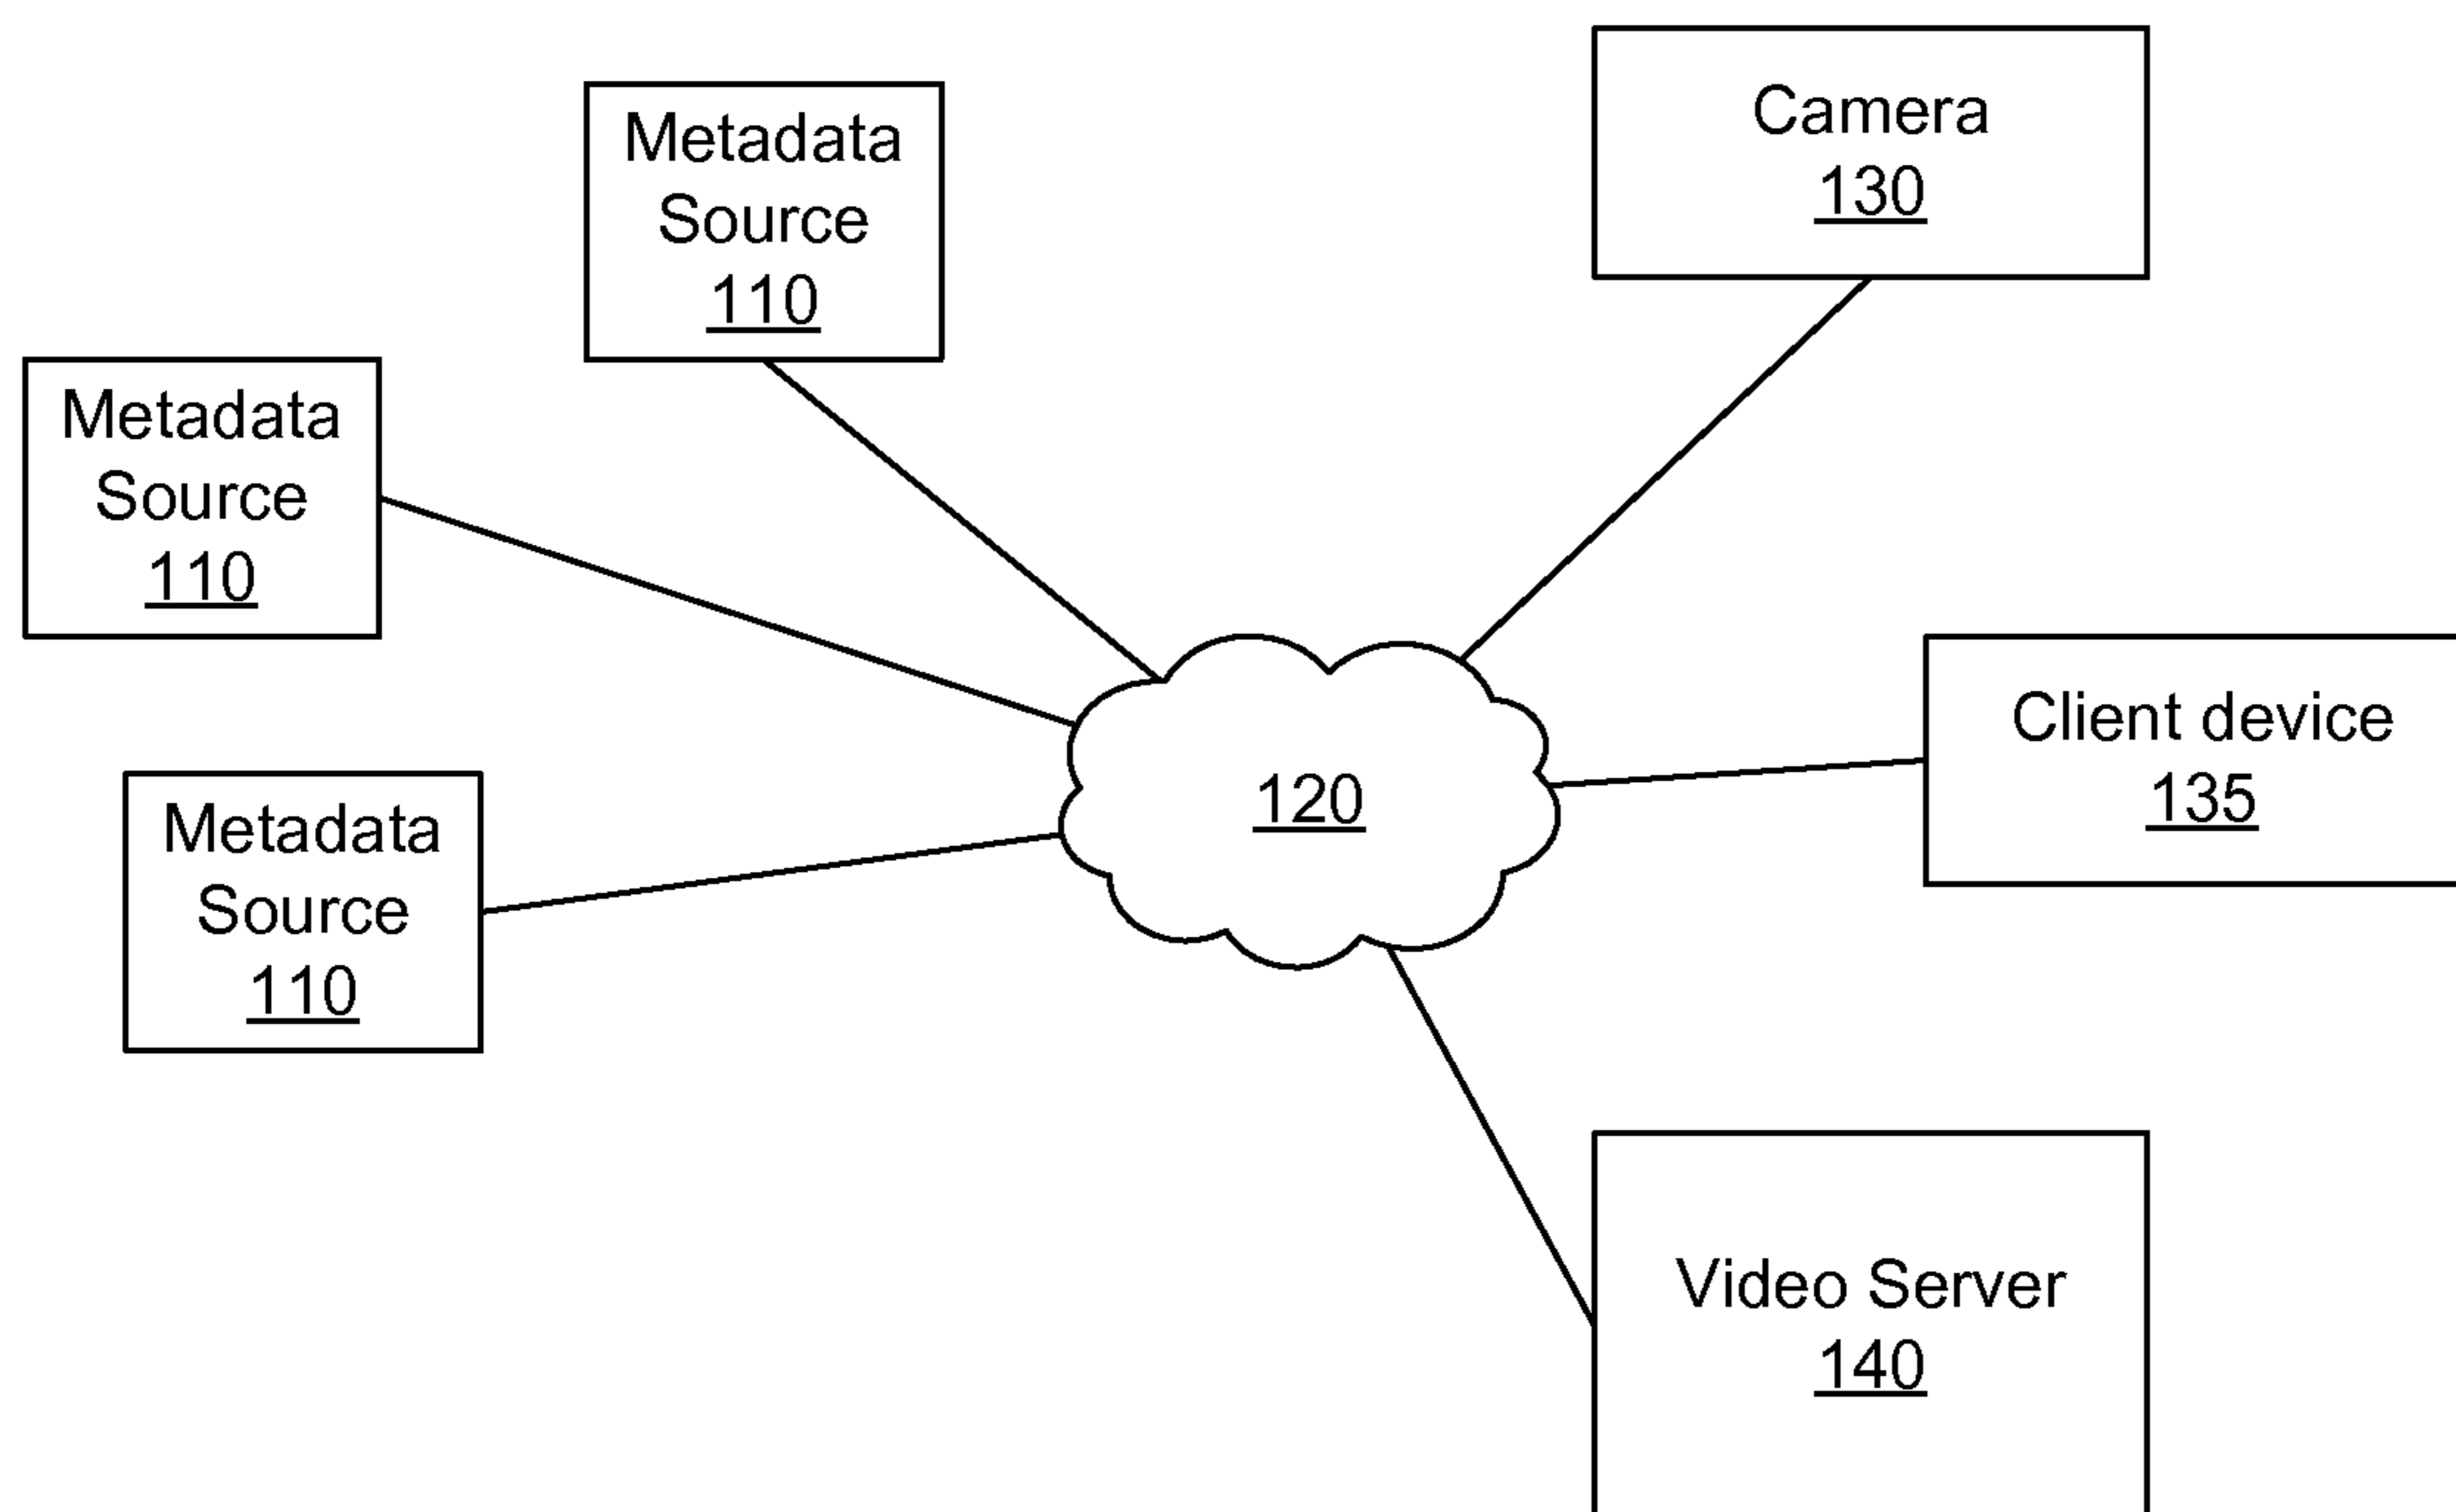 Metadata
Source
110
Camera
130
Metadata
Source
110
Client device
135
120
Metadata
Source
110
Video Server
140